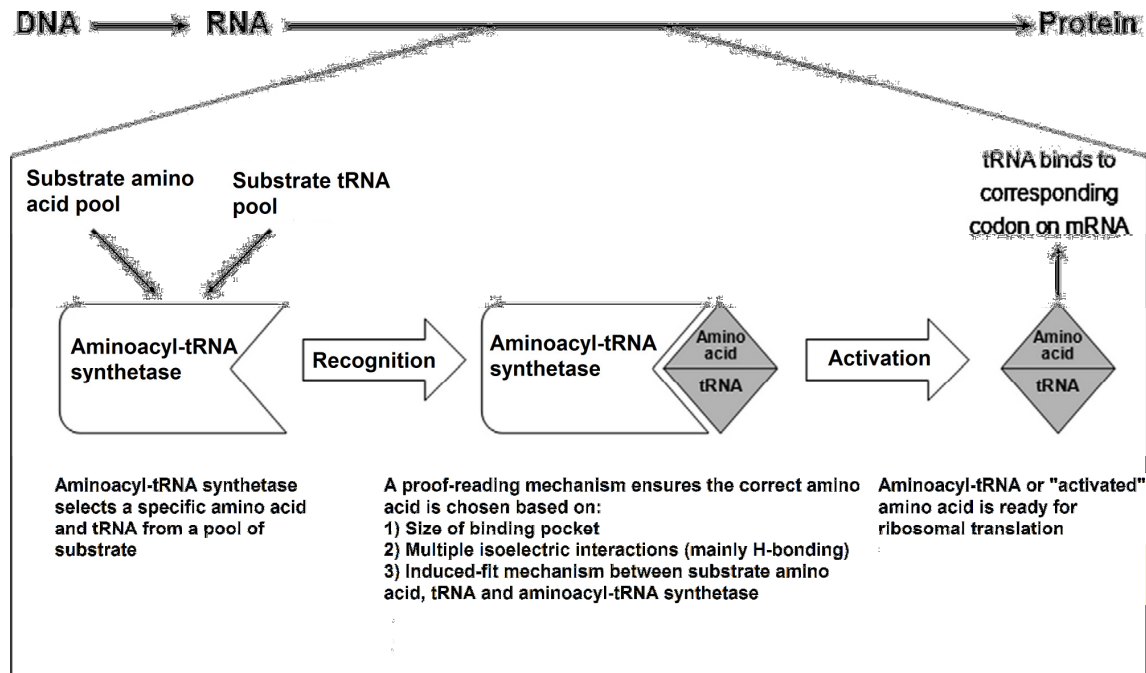 DNA RNA Protein
Substrate amino
acid pool
Substrate tRNA
pool
tRNA binds to
corresponding
codon on mRNA
Aminoacyl-tRNA
synthetase
Recognition
Aminoacyl-tRNA
synthetase
Amino
acid
tRNA
Activation
Amino
acid
tRNA
Aminoacyl-tRNA synthetase
selects a specific amino acid
and tRNA from a pool of
substrate
A proof-reading mechanism ensures the correct amino
acid is chosen based on:
1) Size of binding pocket
2) Multiple isoelectric interactions (mainly H-bonding)
3) Induced-fit mechanism between substrate amino
acid, tRNA and aminoacyl-tRNA synthetase
Aminoacyl-tRNA or "activated"
amino acid is ready for
ribosomal translation